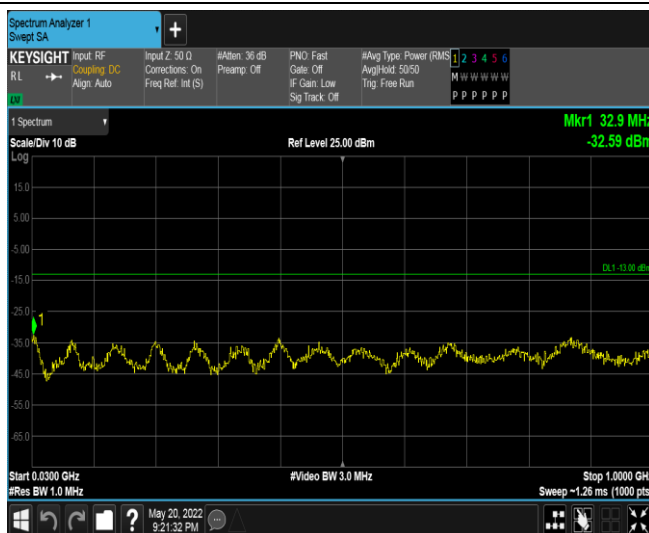 Spectrum Analyzer 1
Swept SA
+
KEYSIGHT Input: RF Input Z: 50 Ω #Atten: 36 dB PNO: Fast #Avg Type: Power (RMS 1 2 3 4 5 6
RL Coupling: DC Corrections: On Preamp: Off Gate: Off Avg|Hold: 50/50 M W W W W W
Align: Auto Freq Ref: Int (S) IF Gain: Low Trig: Free Run
Sig Track: Off P P P P P P
1 Spectrum Mkr1 32.9 MHz
Scale/Div 10 dB Ref Level 25.00 dBm -32.59 dBm
Log
15.0
5.00
-5.00
DL1 -13.00 dBm
-15.0
-25.0
1
-35.0
-45.0
-55.0
-65.0
Start 0.0300 GHz #Video BW 3.0 MHz Stop 1.0000 GH
#Res BW 1.0 MHz Sweep ~1.26 ms (1000 pts
? May 20, 2022
9:21:32 PM